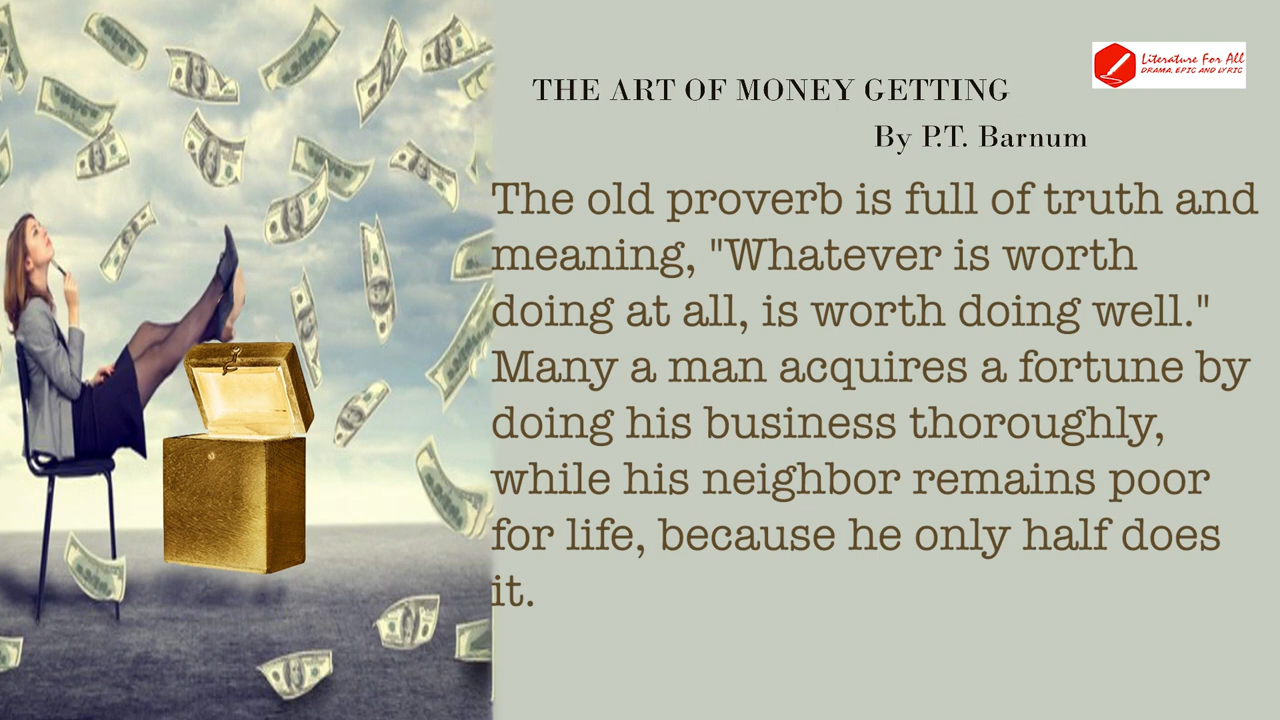 Literature For All
DRAMA, EPIC AND LYRIC
THE ART OF MONEY GETTING
By P.T. Barnum
The old proverb is full of truth and
meaning, "Whatever is worth
doing at all, is worth doing well."
Many a man acquires a fortune by
doing his business thoroughly,
while his neighbor remains poor
for life, because he only half does
it.